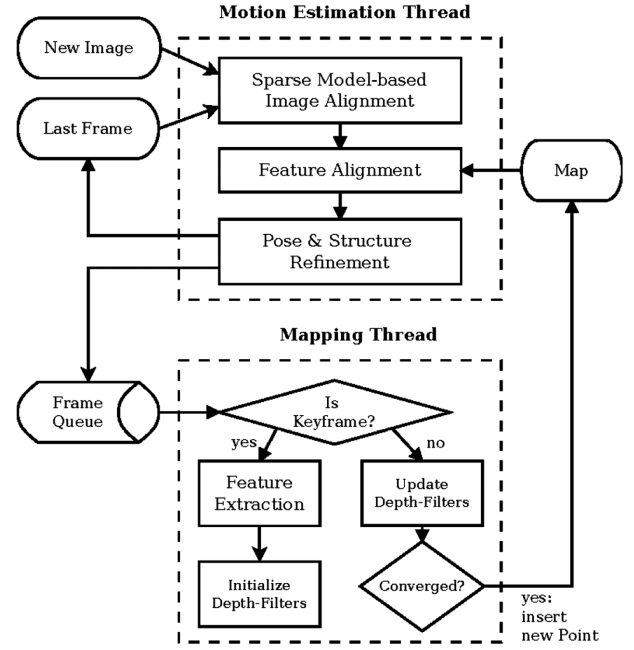 Motion Estimation Thread
New Image
Last Frame
Sparse Model-based
Image Alignment
Feature Alignment
Map
Pose & Structure
Refinement
Mapping Thread
Frame
Queue
Is
Keyframe?
yes
no
Feature
Extraction
Update
Depth-Filters
Initialize
Depth-Filters
Converged?
yes:
insert
new Point